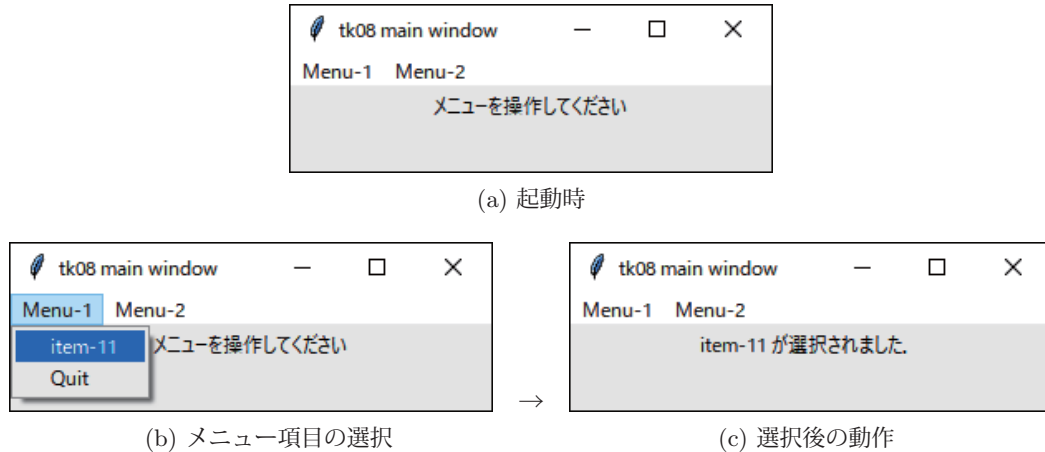 tk08 main window
Menu-1 Menu-2
メニューを操作してください
(a) 起動時
tk08 main window
Menu-1 Menu-2
item-11
Quit
メニューを操作してください
(b) メニュー項目の選択
→
tk08 main window
Menu-1 Menu-2
item-11 が選択されました.
(c) 選択後の動作